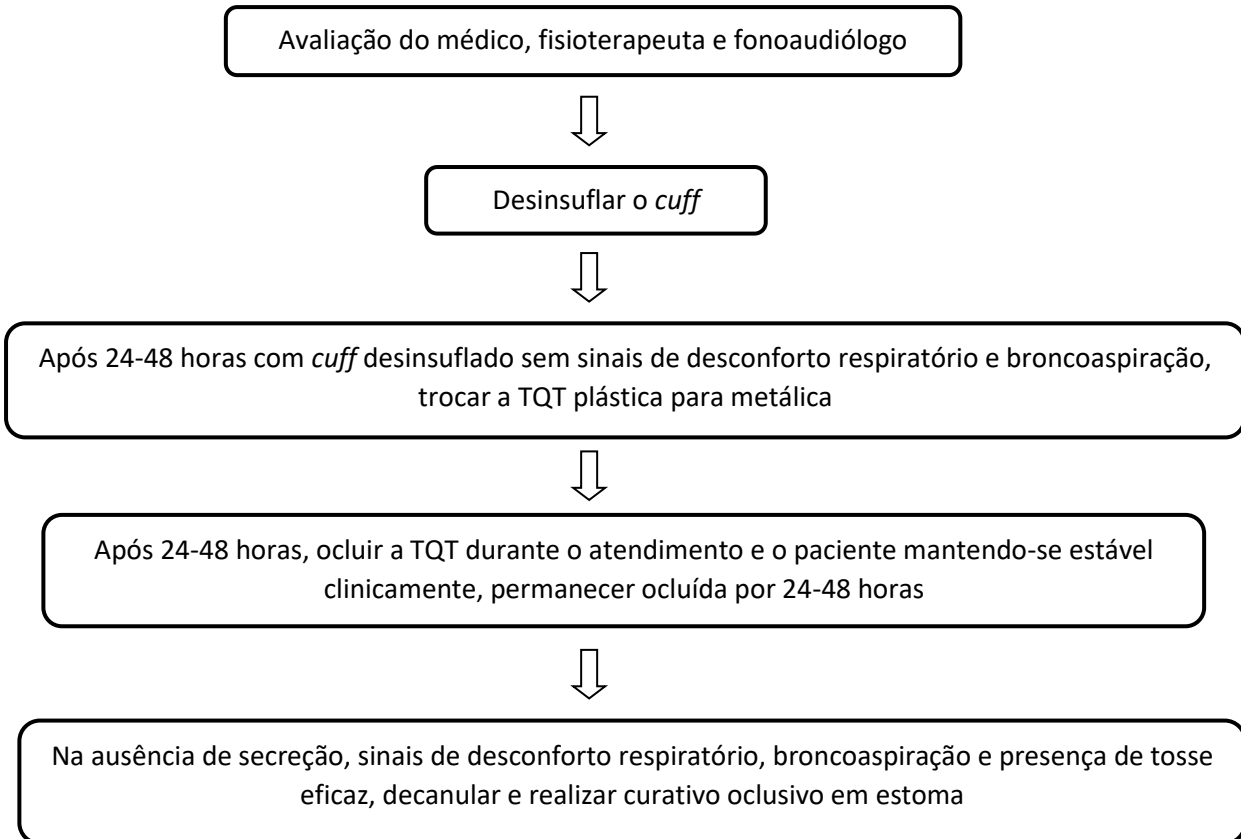 Avaliação do médico, fisioterapeuta e fonoaudiólogo
Desinsuflar o cuff
Após 24-48 horas com cuff desinsuflado sem sinais de desconforto respiratório e broncoaspiração,
trocar a TQT plástica para metálica
Após 24-48 horas, ocluir a TQT durante o atendimento e o paciente mantendo-se estável
clinicamente, permanecer ocluída por 24-48 horas
Na ausência de secreção, sinais de desconforto respiratório, broncoaspiração e presença de tosse
eficaz, decanular e realizar curativo oclusivo em estoma